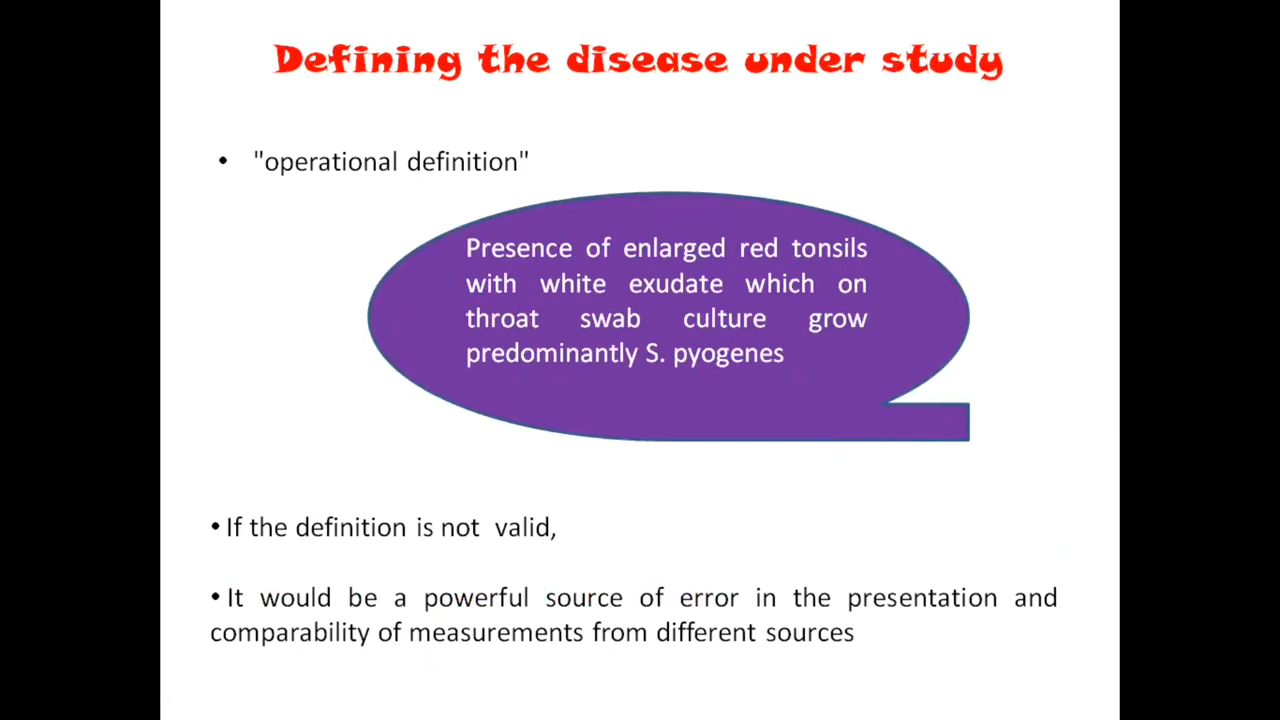 Defining the disease under study
• "operational definition"
Presence of enlarged red tonsils
with white exudate which on
throat swab culture grow
predominantly S. pyogenes
• If the definition is not valid,
• It would be a powerful source of error in the presentation and
comparability of measurements from different sources